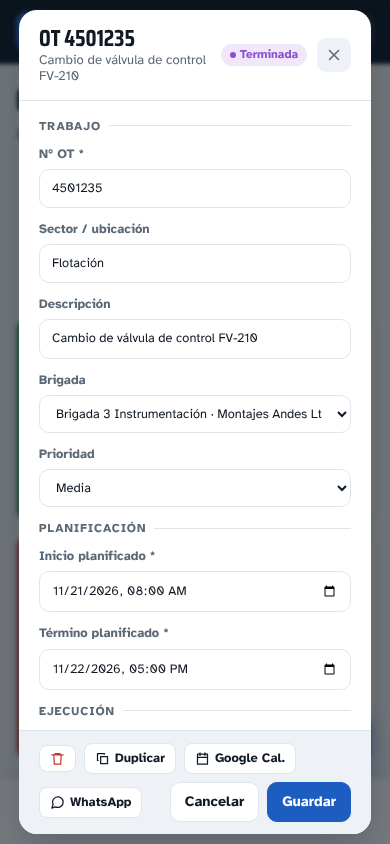 OT 4501235
Cambio de válvula de control
FV-210
Terminada
TRABAJO
Nº OT *
4501235
Sector / ubicación
Flotación
Descripción
Cambio de válvula de control FV-210
Brigada
Brigada 3 Instrumentación · Montajes Andes Lt
Prioridad
Media
PLANIFICACIÓN
Inicio planificado *
11/21/2026, 08:00 AM
Término planificado *
11/22/2026, 05:00 PM
EJECUCIÓN
Duplicar
Google Cal.
WhatsApp
Cancelar
Guardar